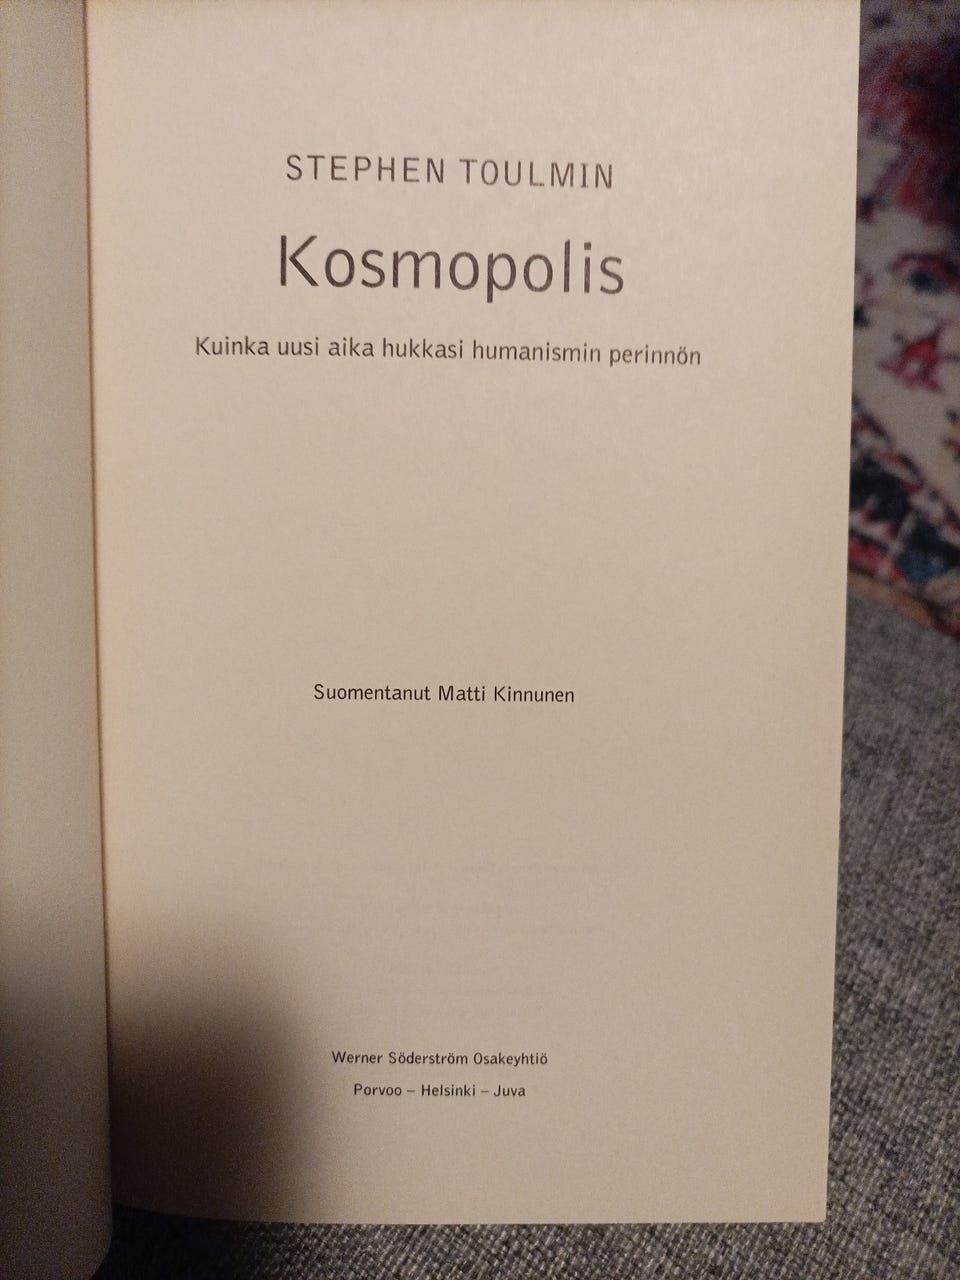 STEPHEN TOULMIN
Kosmopolis
Kuinka uusi aika hukkasi humanismin perinnön
Suomentanut Matti Kinnunen
Werner Söderström Osakeyhtiö
Porvoo – Helsinki – Juva